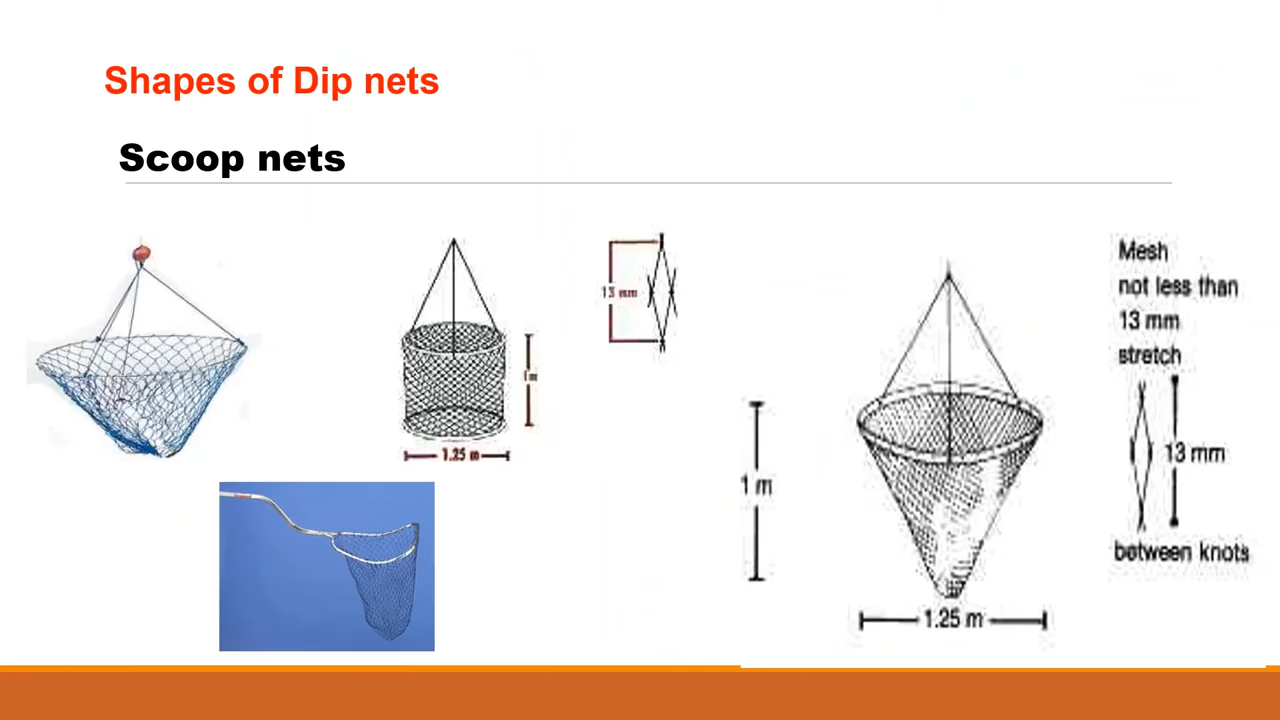 Shapes of Dip nets
Scoop nets
13 mm
1.25 m
Mesh
not less than
13 mm
stretch
13 mm
between knots
1 m
1.25 m